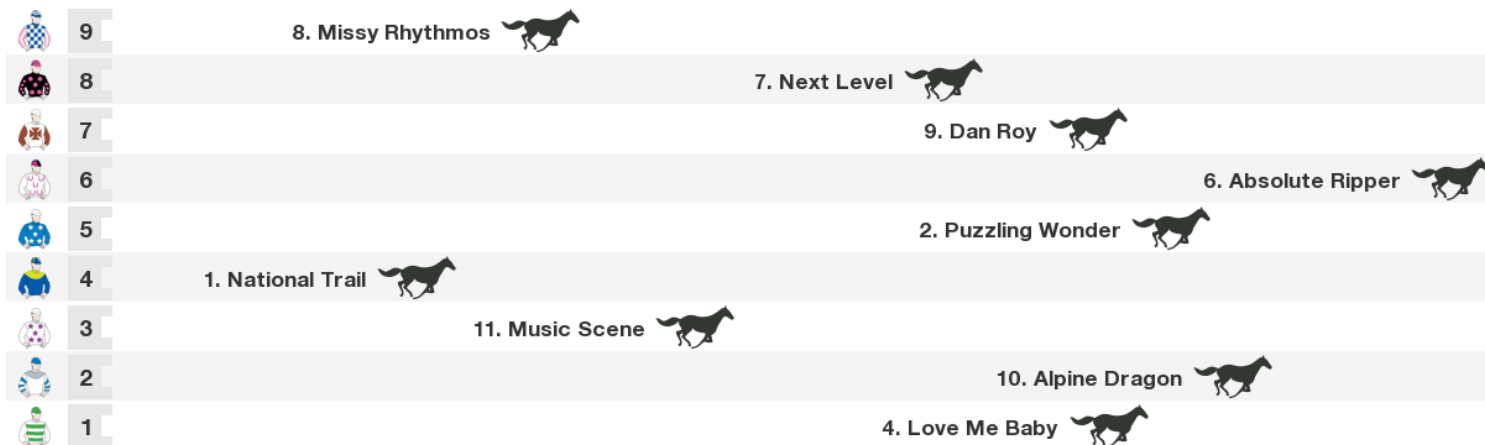 9 8. Missy Rhythmos
8 7. Next Level
7 9. Dan Roy
6 6. Absolute Ripper
5 2. Puzzling Wonder
4 1. National Trail
3 11. Music Scene
2 10. Alpine Dragon
1 4. Love Me Baby